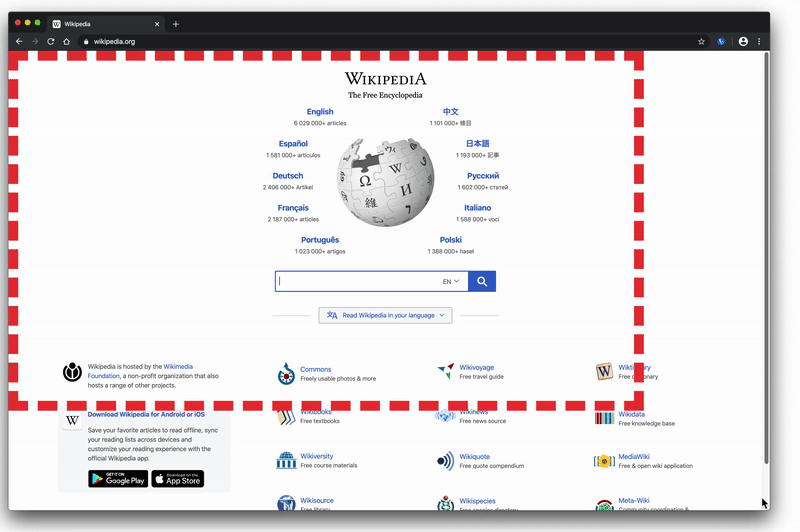 Wikipedia
wikipedia.org
WIKIPEDIA
The Free Encyclopedia
English
6 029 000+ articles
中文
1 101 000+ 條目
Español
1 581 000+ artículos
日本語
1 193 000+ 記事
Deutsch
2 406 000+ Artikel
Русский
1 602 000+ статей
Français
2 187 000+ articles
Italiano
1 588 000+ voci
Português
1 023 000+ artigos
Polski
1 388 000+ haseł
Ω
W
И
維
EN
Read Wikipedia in your language
Wikipedia is hosted by the Wikimedia
Foundation, a non-profit organization that also
hosts a range of other projects.
Commons
Freely usable photos & more
Wikivoyage
Free travel guide
W
Wiktionary
Free dictionary
W
Download Wikipedia for Android or iOS
Save your favorite articles to read offline, sync
your reading lists across devices and
customize your reading experience with the
official Wikipedia app.
GET IT ON
Google Play
Download on the
App Store
Wikibooks
Free textbooks
Wikinews
Free news source
Wikidata
Free knowledge base
Wikiversity
Free course materials
Wikiquote
Free quote compendium
MediaWiki
Free & open wiki application
Wikisource
Free library
Wikispecies
Free species directory
Meta-Wiki
Community coordination &